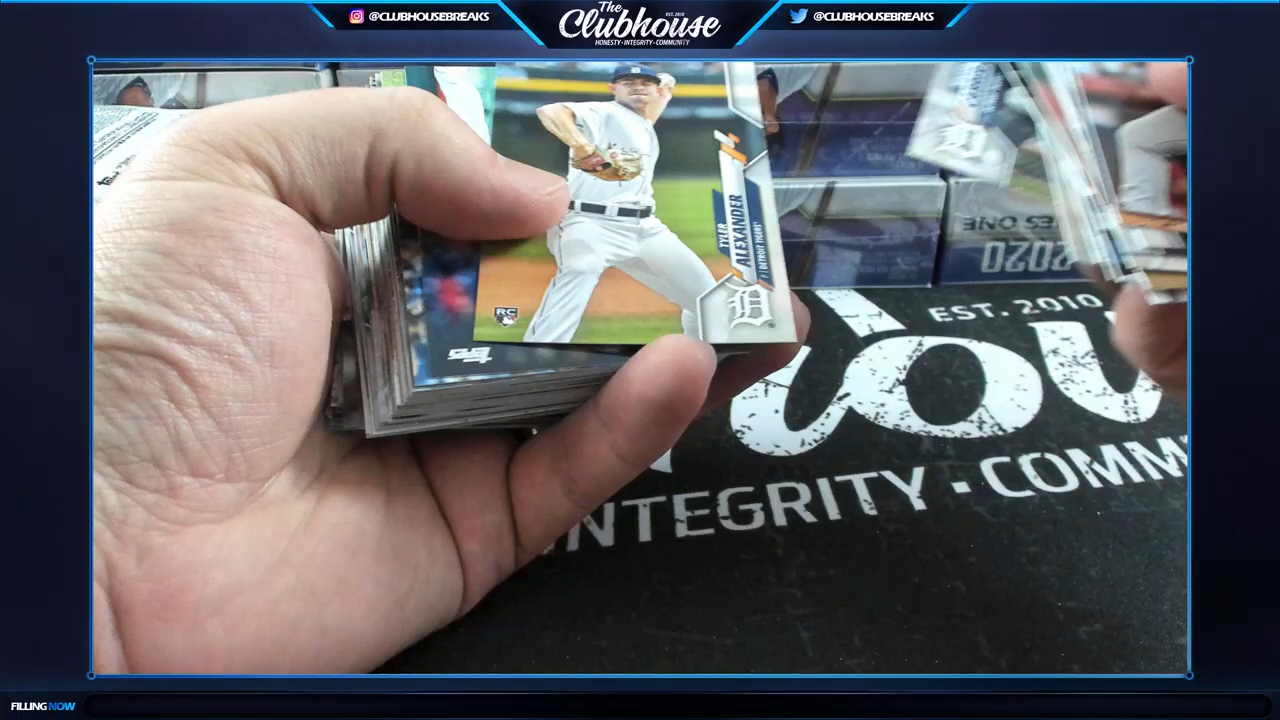 @CLUBHOUSEBREAKS
The
Clubhouse
EST. 2010
HONESTY • INTEGRITY • COMMUNITY
@CLUBHOUSEBREAKS
TYLER
ALEXANDER
P | DETROIT TIGERS
RC
2020
EST. 2010
INTEGRITY • COMM
FILLING NOW